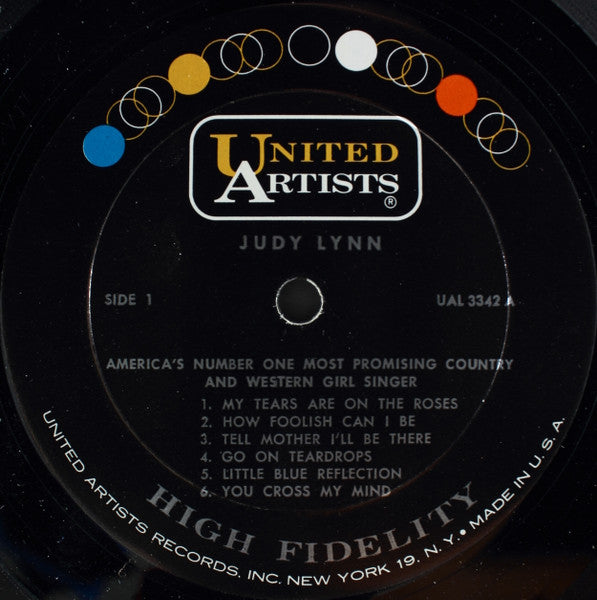 UNITED
ARTISTS
®
JUDY LYNN
SIDE 1
UAL 3342 A
AMERICA'S NUMBER ONE MOST PROMISING COUNTRY
AND WESTERN GIRL SINGER
1. MY TEARS ARE ON THE ROSES
2. HOW FOOLISH CAN I BE
3. TELL MOTHER I'LL BE THERE
4. GO ON TEARDROPS
5. LITTLE BLUE REFLECTION
6. YOU CROSS MY MIND
HIGH FIDELITY
UNITED ARTISTS RECORDS, INC. NEW YORK 19, N.Y. • MADE IN U.S.A.